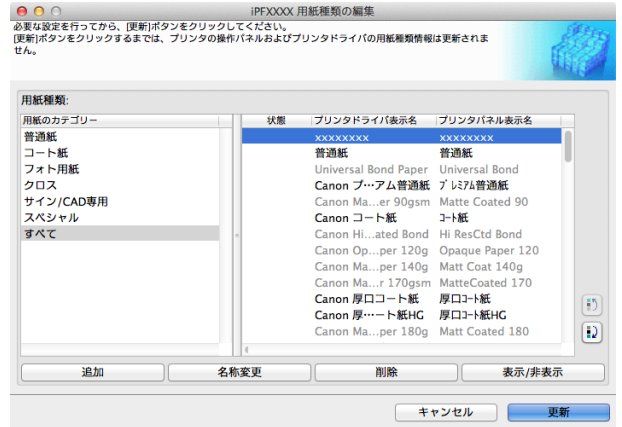 iPFXXXX 用紙種類の編集
必要な設定を行ってから、[更新]ボタンをクリックしてください。
[更新]ボタンをクリックするまでは、プリンタの操作パネルおよびプリンタドライバの用紙種類情報は更新されま
せん。
用紙種類:
用紙のカテゴリー
普通紙
コート紙
フォト用紙
クロス
サイン/CAD専用
スペシャル
すべて
状態 プリンタドライバ表示名 プリンタパネル表示名
xxxxxxxx xxxxxxxx
普通紙 普通紙
Universal Bond Paper Universal Bond
Canon プ…アム普通紙 プレミアム普通紙
Canon Ma…er 90gsm Matte Coated 90
Canon コート紙 コート紙
Canon Hi…ated Bond Hi ResCtd Bond
Canon Op…per 120g Opaque Paper 120
Canon Ma…per 140g Matt Coat 140g
Canon Ma…r 170gsm MatteCoated 170
Canon 厚口コート紙 厚口コート紙
Canon 厚…ート紙HG 厚口コート紙HG
Canon Ma…per 180g Matt Coated 180
追加 名称変更 削除 表示/非表示
キャンセル 更新